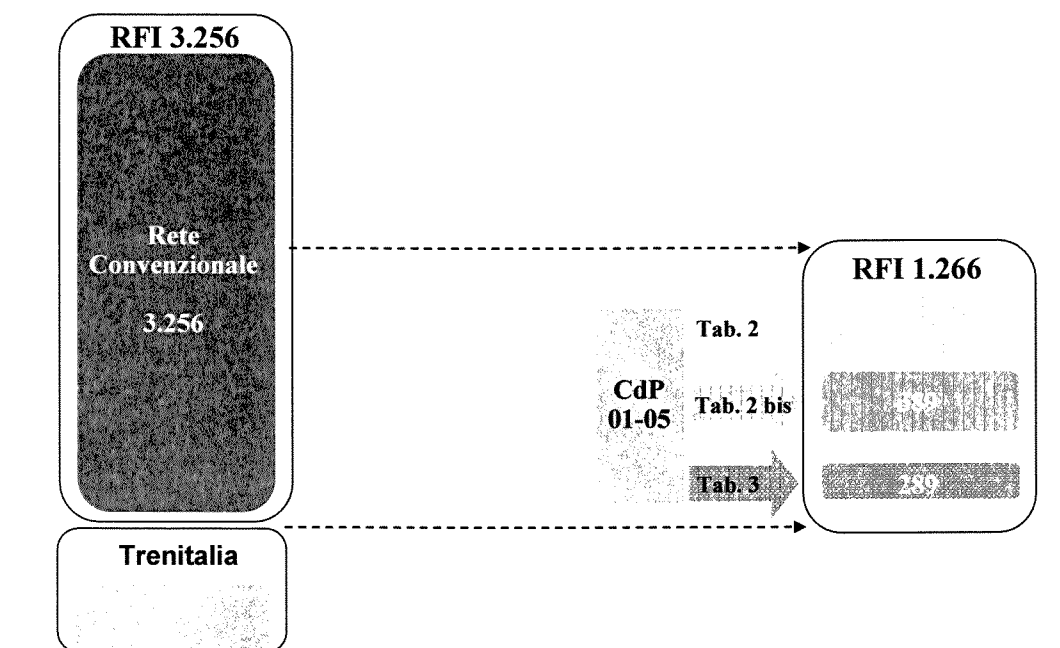 RFI 3.256
Rete
Convenzionale
3.256
Trenitalia
CdP
01-05
Tab. 2
Tab. 2 bis
Tab. 3
RFI 1.266
289